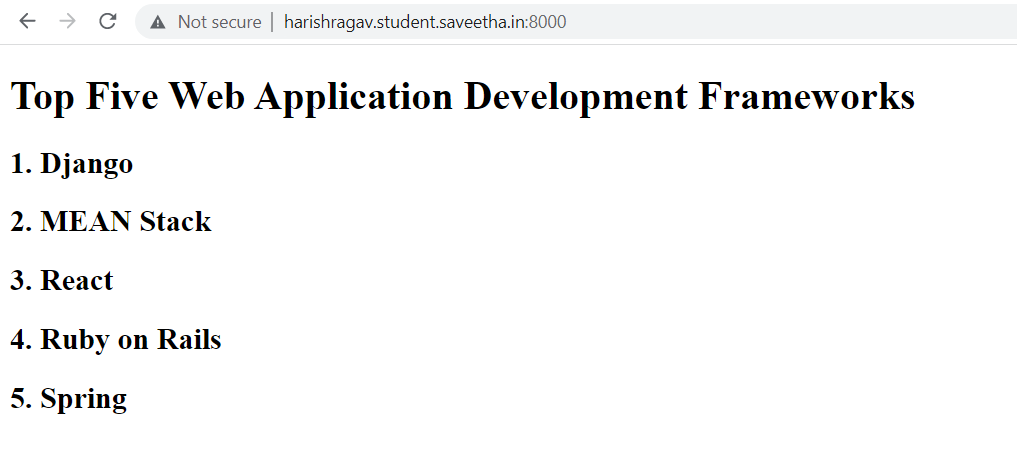 Not secure | harishragav.student.saveetha.in:8000
Top Five Web Application Development Frameworks
1. Django
2. MEAN Stack
3. React
4. Ruby on Rails
5. Spring